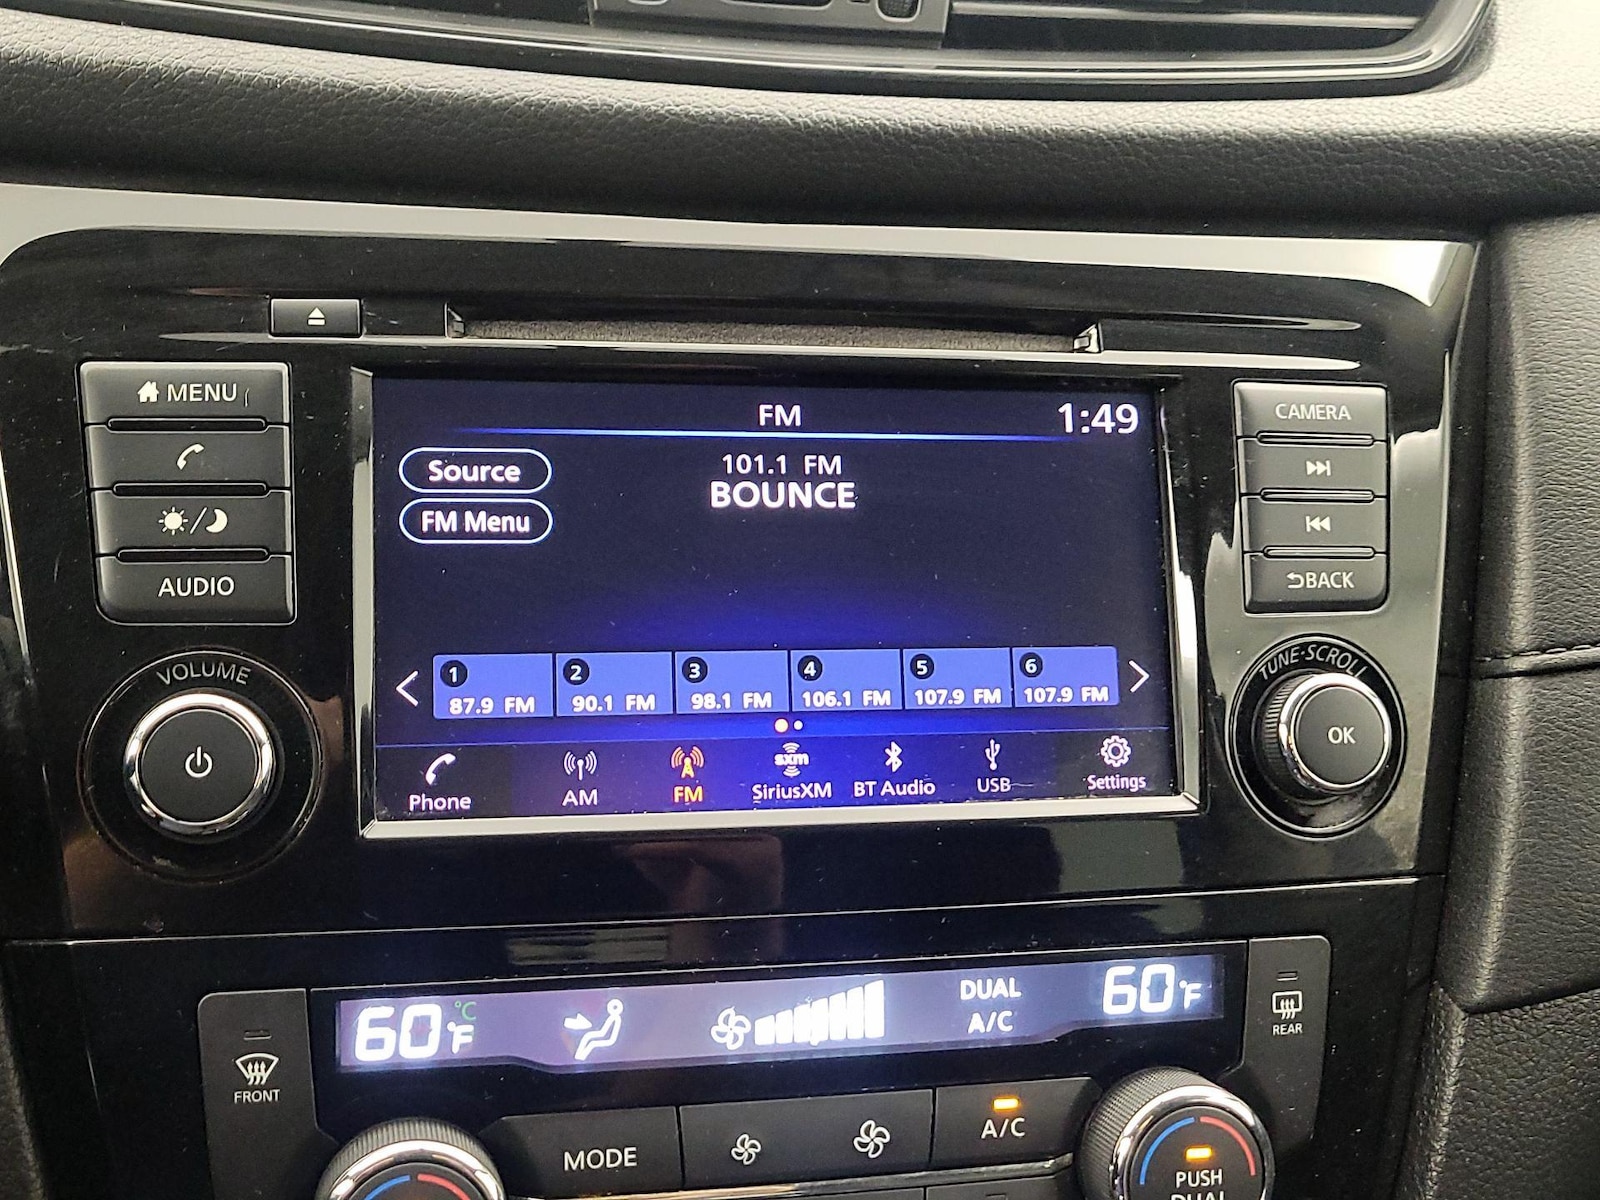 MENU
AUDIO
VOLUME
FM
1:49
Source
101.1 FM
BOUNCE
FM Menu
1
87.9 FM
2
90.1 FM
3
98.1 FM
4
106.1 FM
5
107.9 FM
6
107.9 FM
Phone
AM
FM
sxm
SiriusXM
BT Audio
USB
Settings
CAMERA
BACK
TUNE·SCROLL
OK
FRONT
60 °C
°F
DUAL
A/C
60°F
REAR
MODE
A/C
PUSH
DUAL